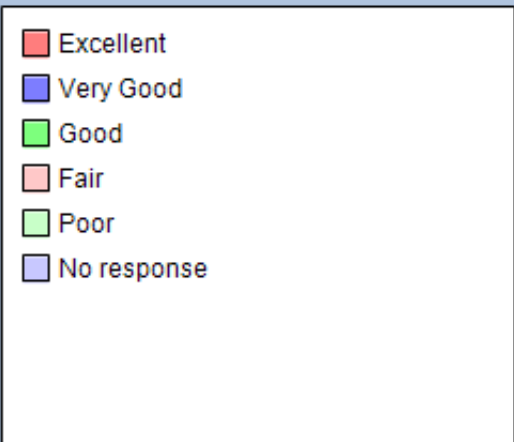 Excellent
Very Good
Good
Fair
Poor
No response